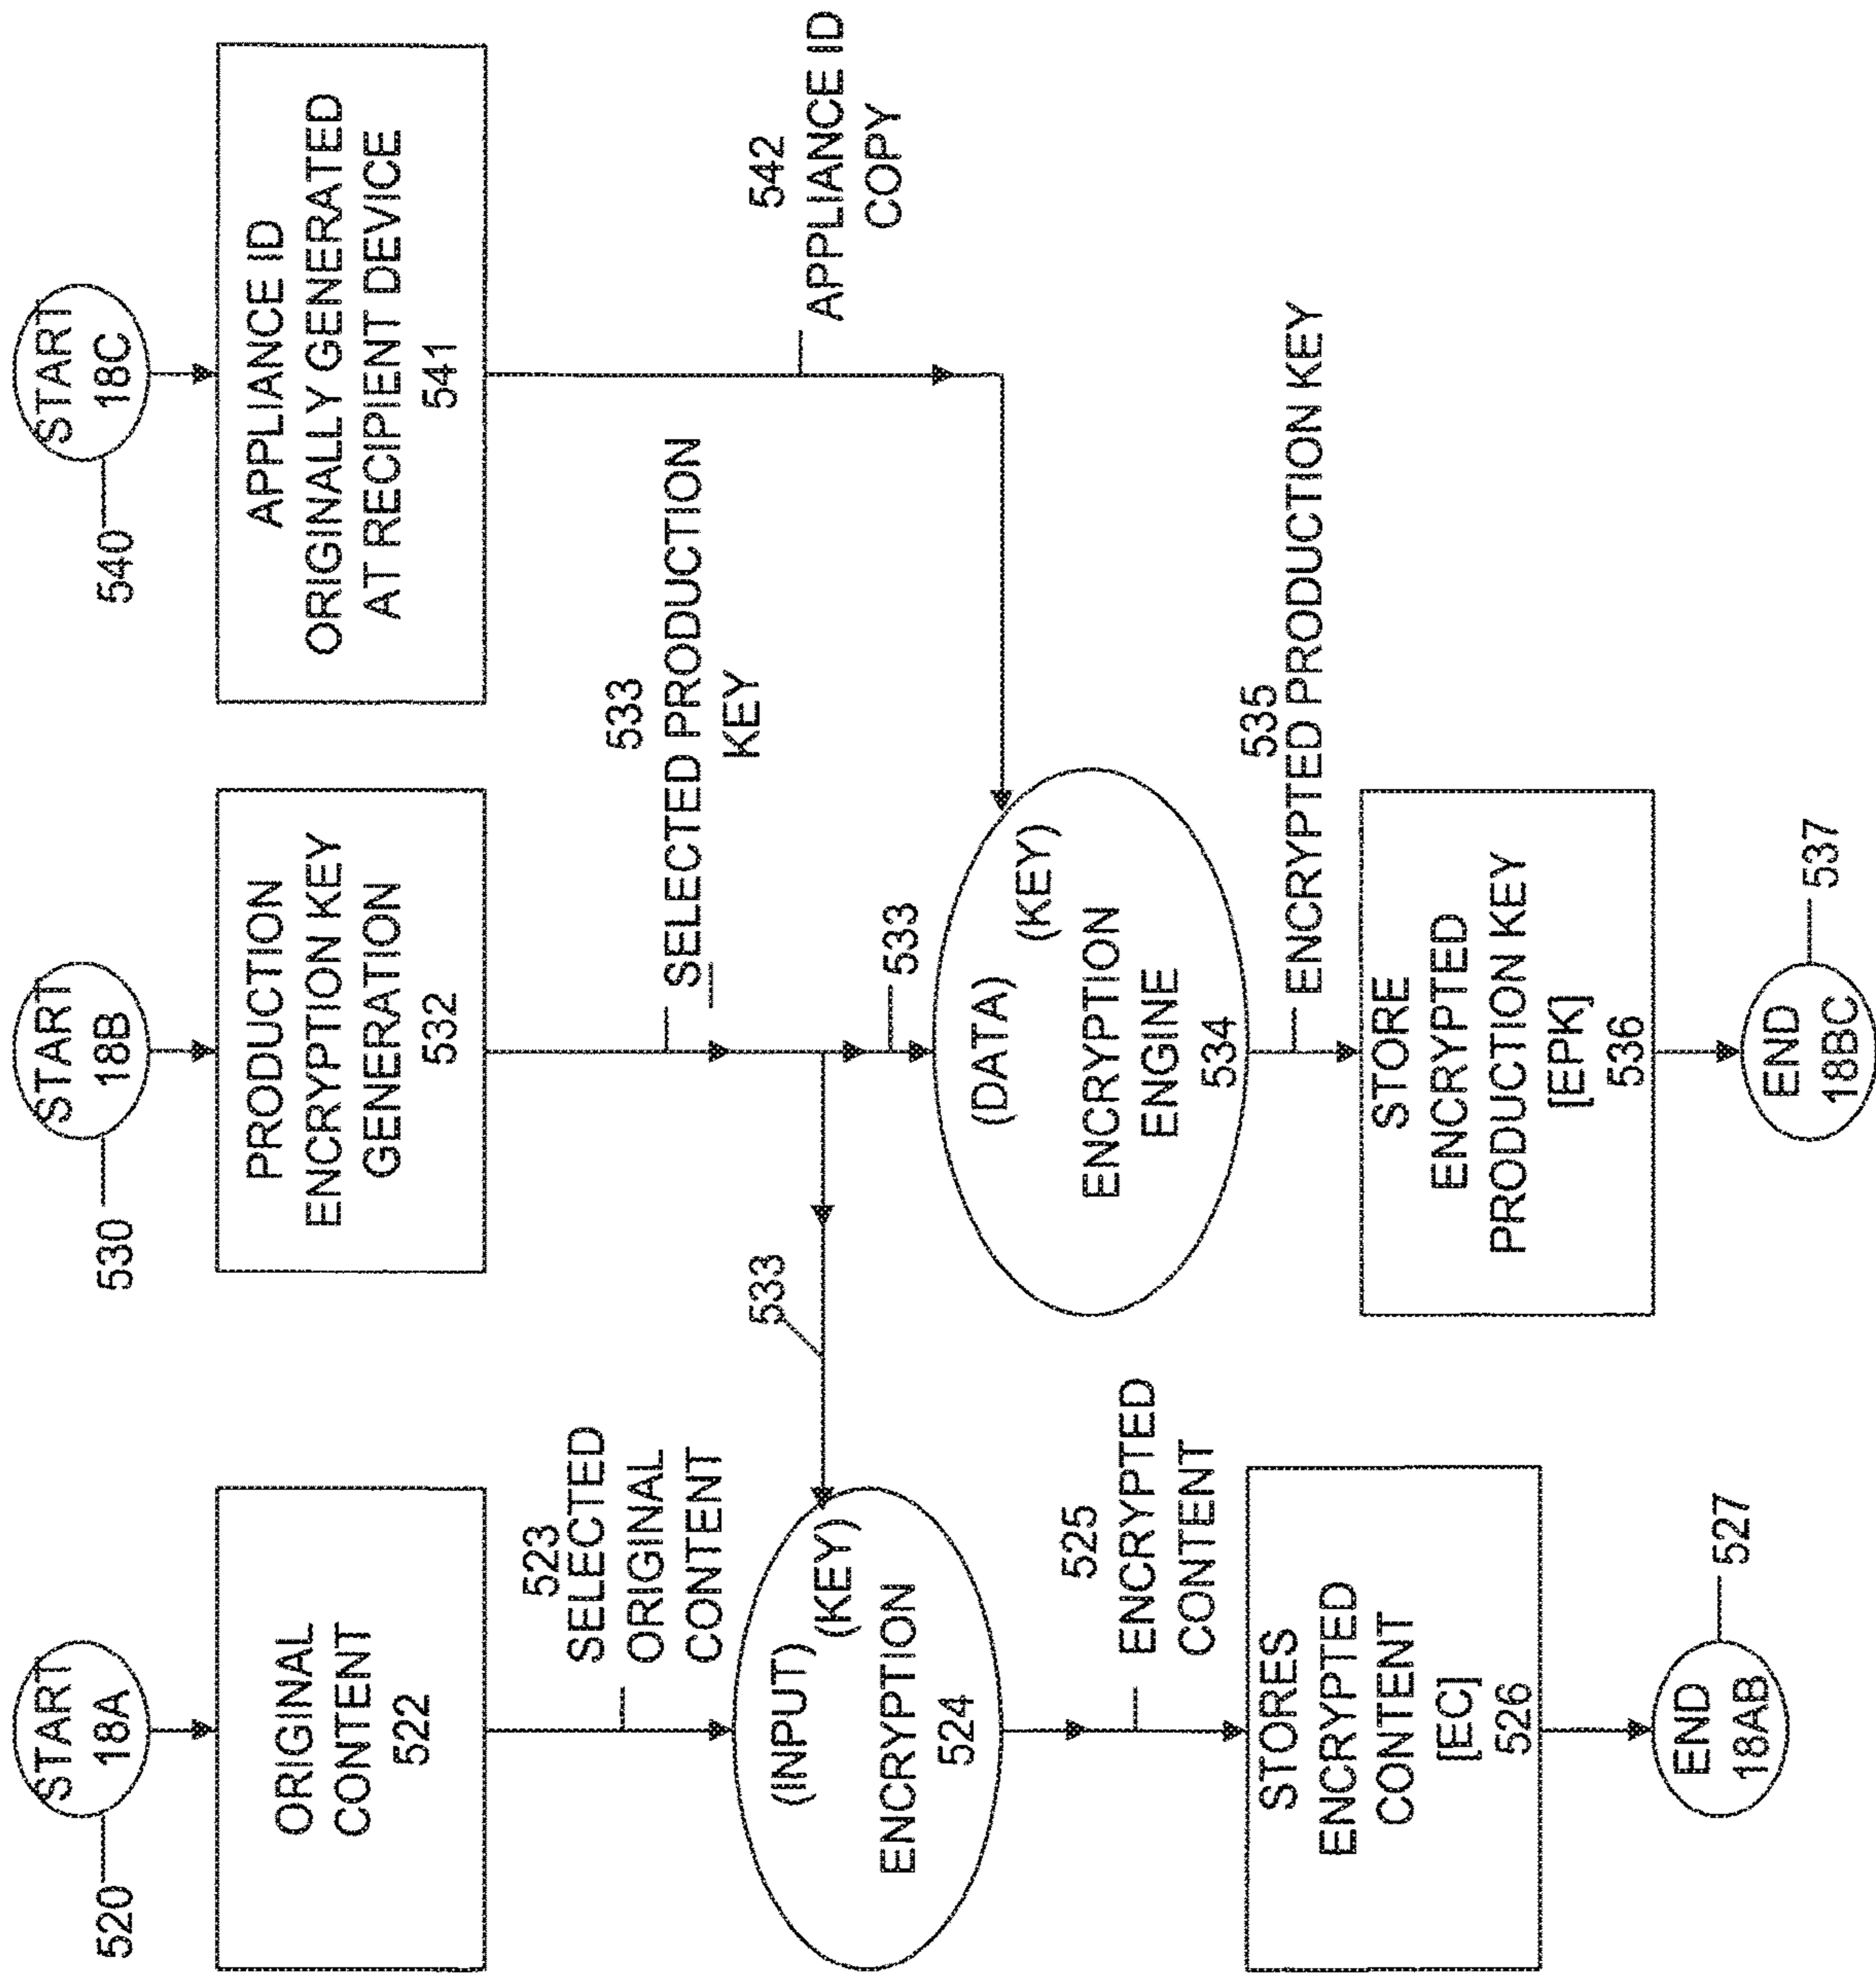 520
START
18A
ORIGINAL
CONTENT
522
523
SELECTED
ORIGINAL
CONTENT
(INPUT)
(KEY)
ENCRYPTION
524
525
ENCRYPTED
CONTENT
STORES
ENCRYPTED
CONTENT
[EC]
526
END
18AB
527
530
START
18B
PRODUCTION
ENCRYPTION KEY
GENERATION
532
533
SELECTED PRODUCTION
KEY
533
533
(DATA)
(KEY)
ENCRYPTION
ENGINE
534
535
ENCRYPTED PRODUCTION KEY
STORE
ENCRYPTED
PRODUCTION KEY
[EPK]
536
END
18BC
537
540
START
18C
APPLIANCE ID
ORIGINALLY GENERATED
AT RECIPIENT DEVICE
541
542
APPLIANCE ID
COPY